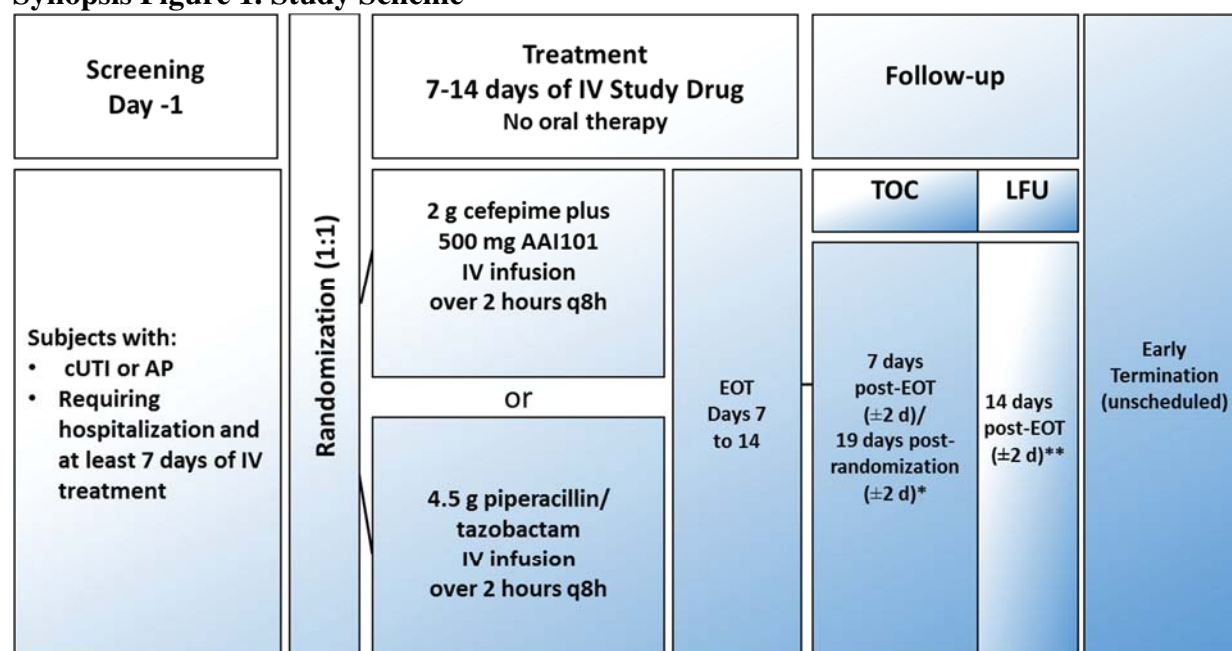 Synopsis Figure 1. Study Scheme
Screening
Day -1
Randomization (1:1)
Treatment
7-14 days of IV Study Drug
No oral therapy
Follow-up
Subjects with:
• cUTI or AP
• Requiring
hospitalization and
at least 7 days of IV
treatment
2 g cefepime plus
500 mg AAI101
IV infusion
over 2 hours q8h
or
4.5 g piperacillin/
tazobactam
IV infusion
over 2 hours q8h
EOT
Days 7
to 14
TOC
7 days
post-EOT
(±2 d)/
19 days post-
randomization
(±2 d)*
LFU
14 days
post-EOT
(±2 d)**
Early
Termination
(unscheduled)